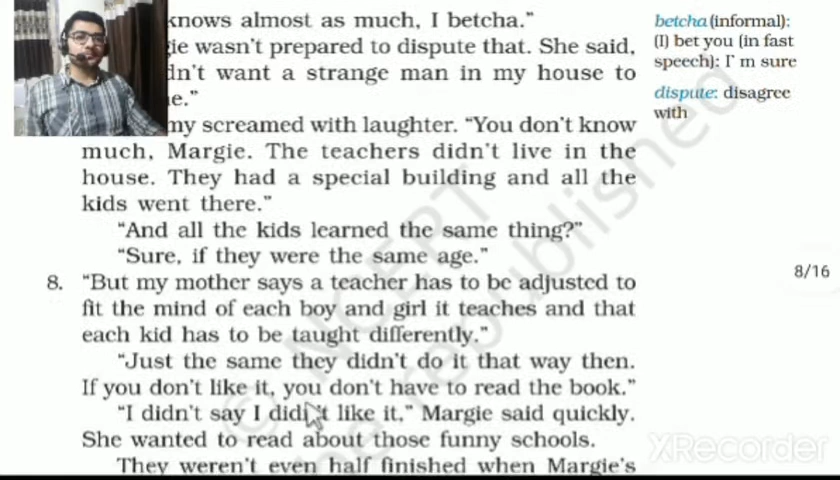 knows almost as much, I betcha."
gie wasn't prepared to dispute that. She said,
dn't want a strange man in my house to
e."
my screamed with laughter. "You don't know
much, Margie. The teachers didn't live in the
house. They had a special building and all the
kids went there."
"And all the kids learned the same thing?"
"Sure, if they were the same age."
8. "But my mother says a teacher has to be adjusted to
fit the mind of each boy and girl it teaches and that
each kid has to be taught differently."
"Just the same they didn't do it that way then.
If you don't like it, you don't have to read the book."
"I didn't say I didn't like it," Margie said quickly.
She wanted to read about those funny schools.
They weren't even half finished when Margie's
betcha (informal):
(I) bet you (in fast
speech): I' m sure
dispute: disagree
with
8/16
© NCERT
be republished
XRecorder